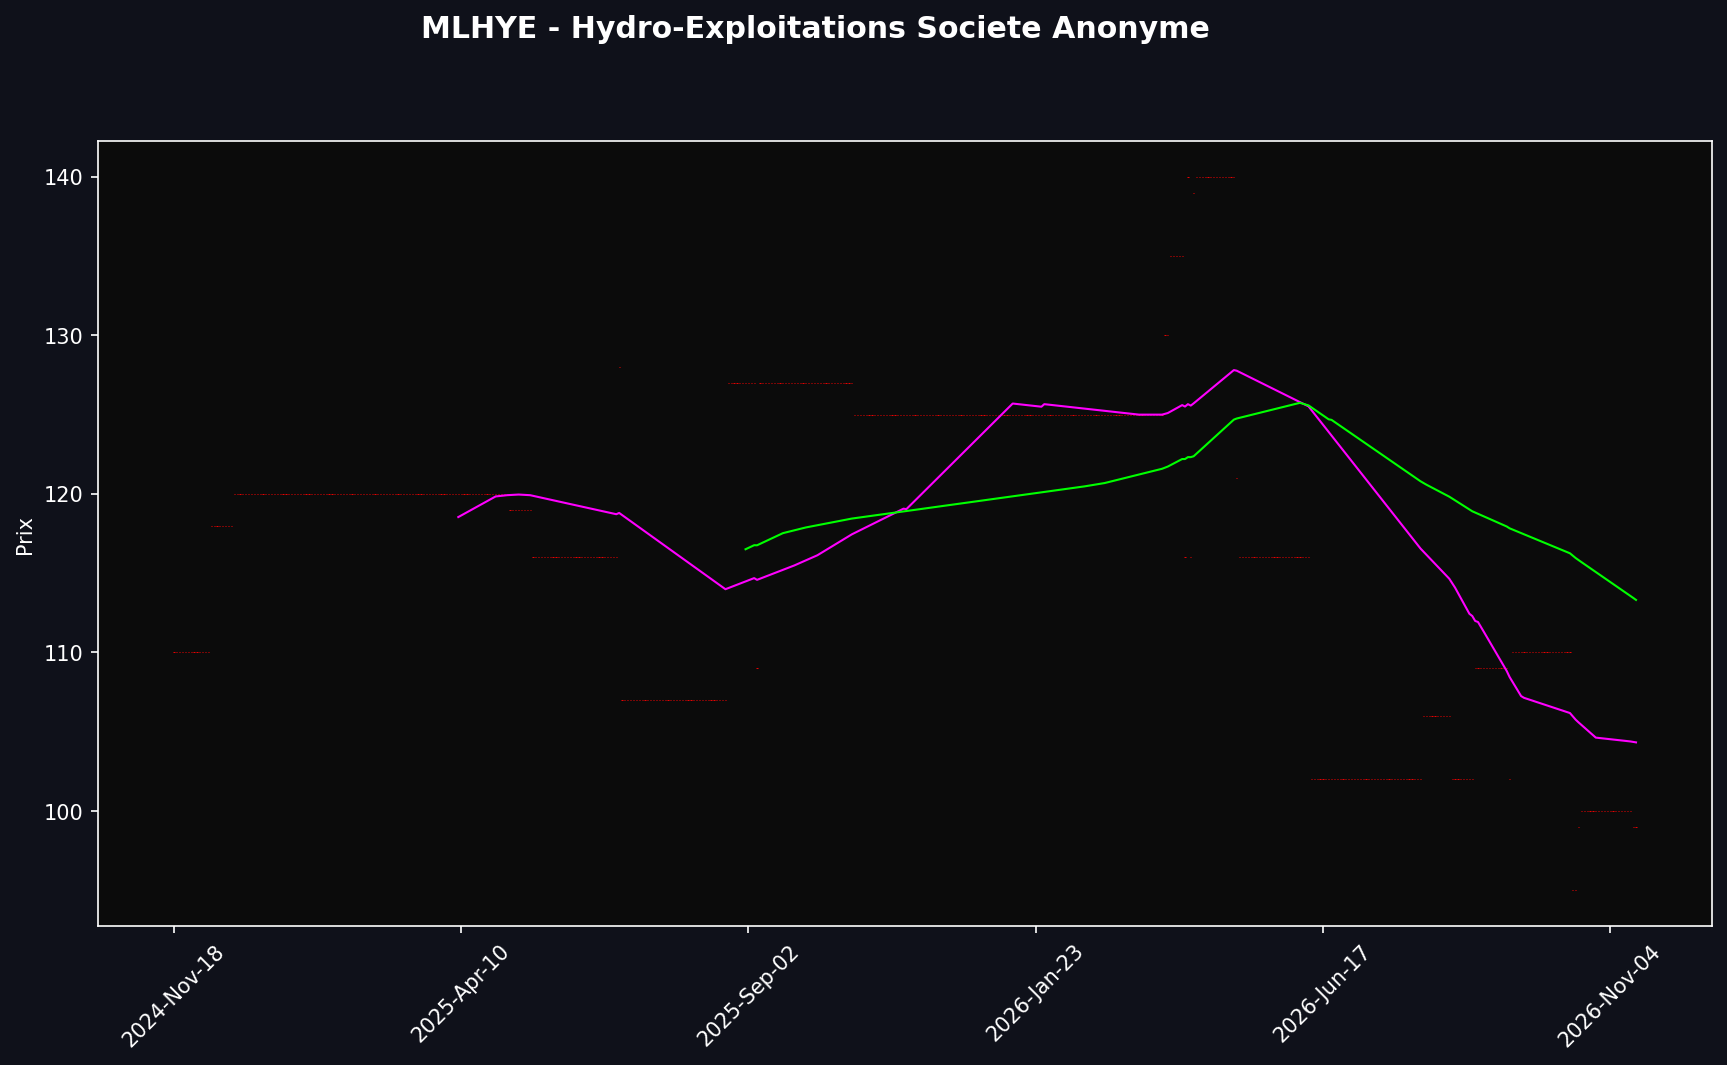 MLHYE - Hydro-Exploitations Societe Anonyme
Prix
140
130
120
110
100
2024-Nov-18
2025-Apr-10
2025-Sep-02
2026-Jan-23
2026-Jun-17
2026-Nov-04